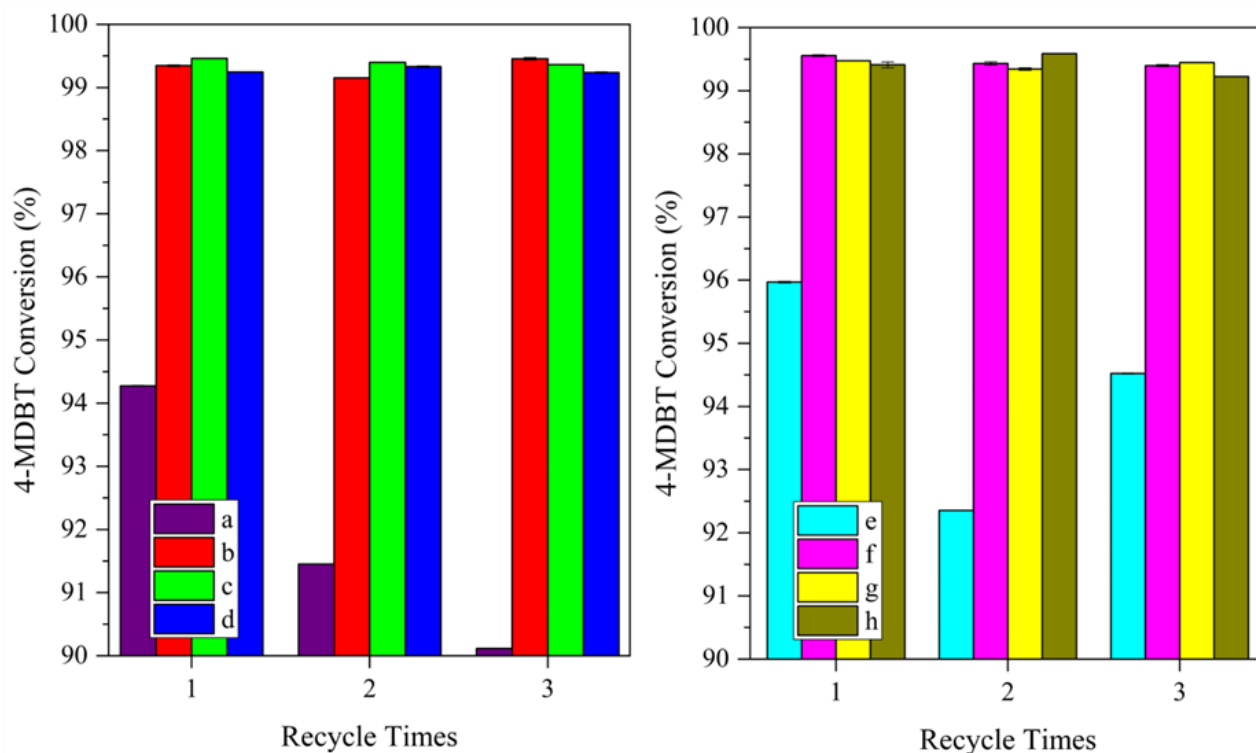 4-MDBT Conversion (%)
100
99
98
97
96
95
94
93
92
91
90
a
b
c
d
1 2 3
Recycle Times
4-MDBT Conversion (%)
100
99
98
97
96
95
94
93
92
91
90
e
f
g
h
1 2 3
Recycle Times